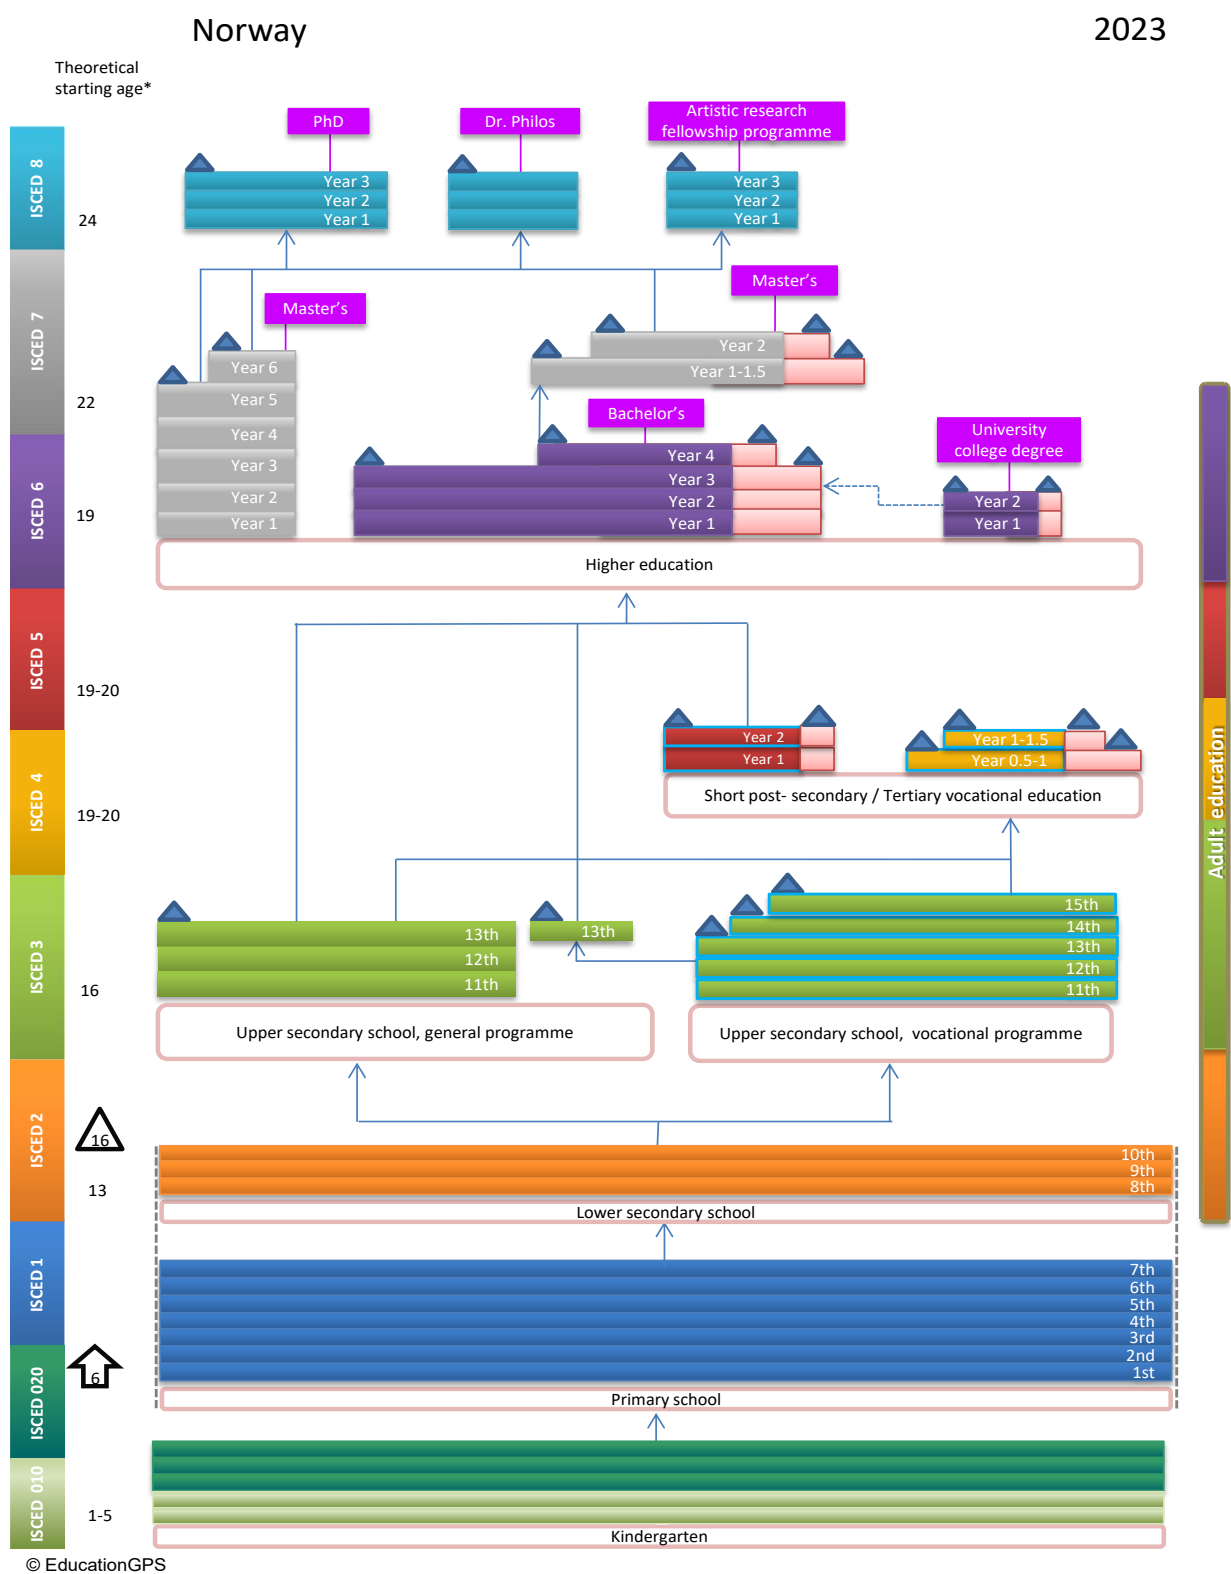 Norway
2023
Theoretical
starting age*
PhD
Dr. Philos
Artistic research
fellowship programme
ISCED 8
Year 3
Year 2
Year 1
Year 3
Year 2
Year 1
24
Master's
Master's
ISCED 7
Year 6
Year 5
Year 4
Year 3
Year 2
Year 1
Year 2
Year 1-1.5
22
Bachelor's
University
college degree
ISCED 6
Year 4
Year 3
Year 2
Year 1
Year 2
Year 1
19
Higher education
ISCED 5
19-20
Year 2
Year 1
Year 1-1.5
Year 0.5-1
ISCED 4
Short post- secondary / Tertiary vocational education
19-20
Adult education
ISCED 3
13th
12th
11th
13th
15th
14th
13th
12th
11th
16
Upper secondary school, general programme
Upper secondary school, vocational programme
ISCED 2
16
10th
9th
8th
13
Lower secondary school
ISCED 1
7th
6th
5th
4th
3rd
2nd
1st
6
Primary school
ISCED 020
ISCED 010
1-5
Kindergarten
© EducationGPS